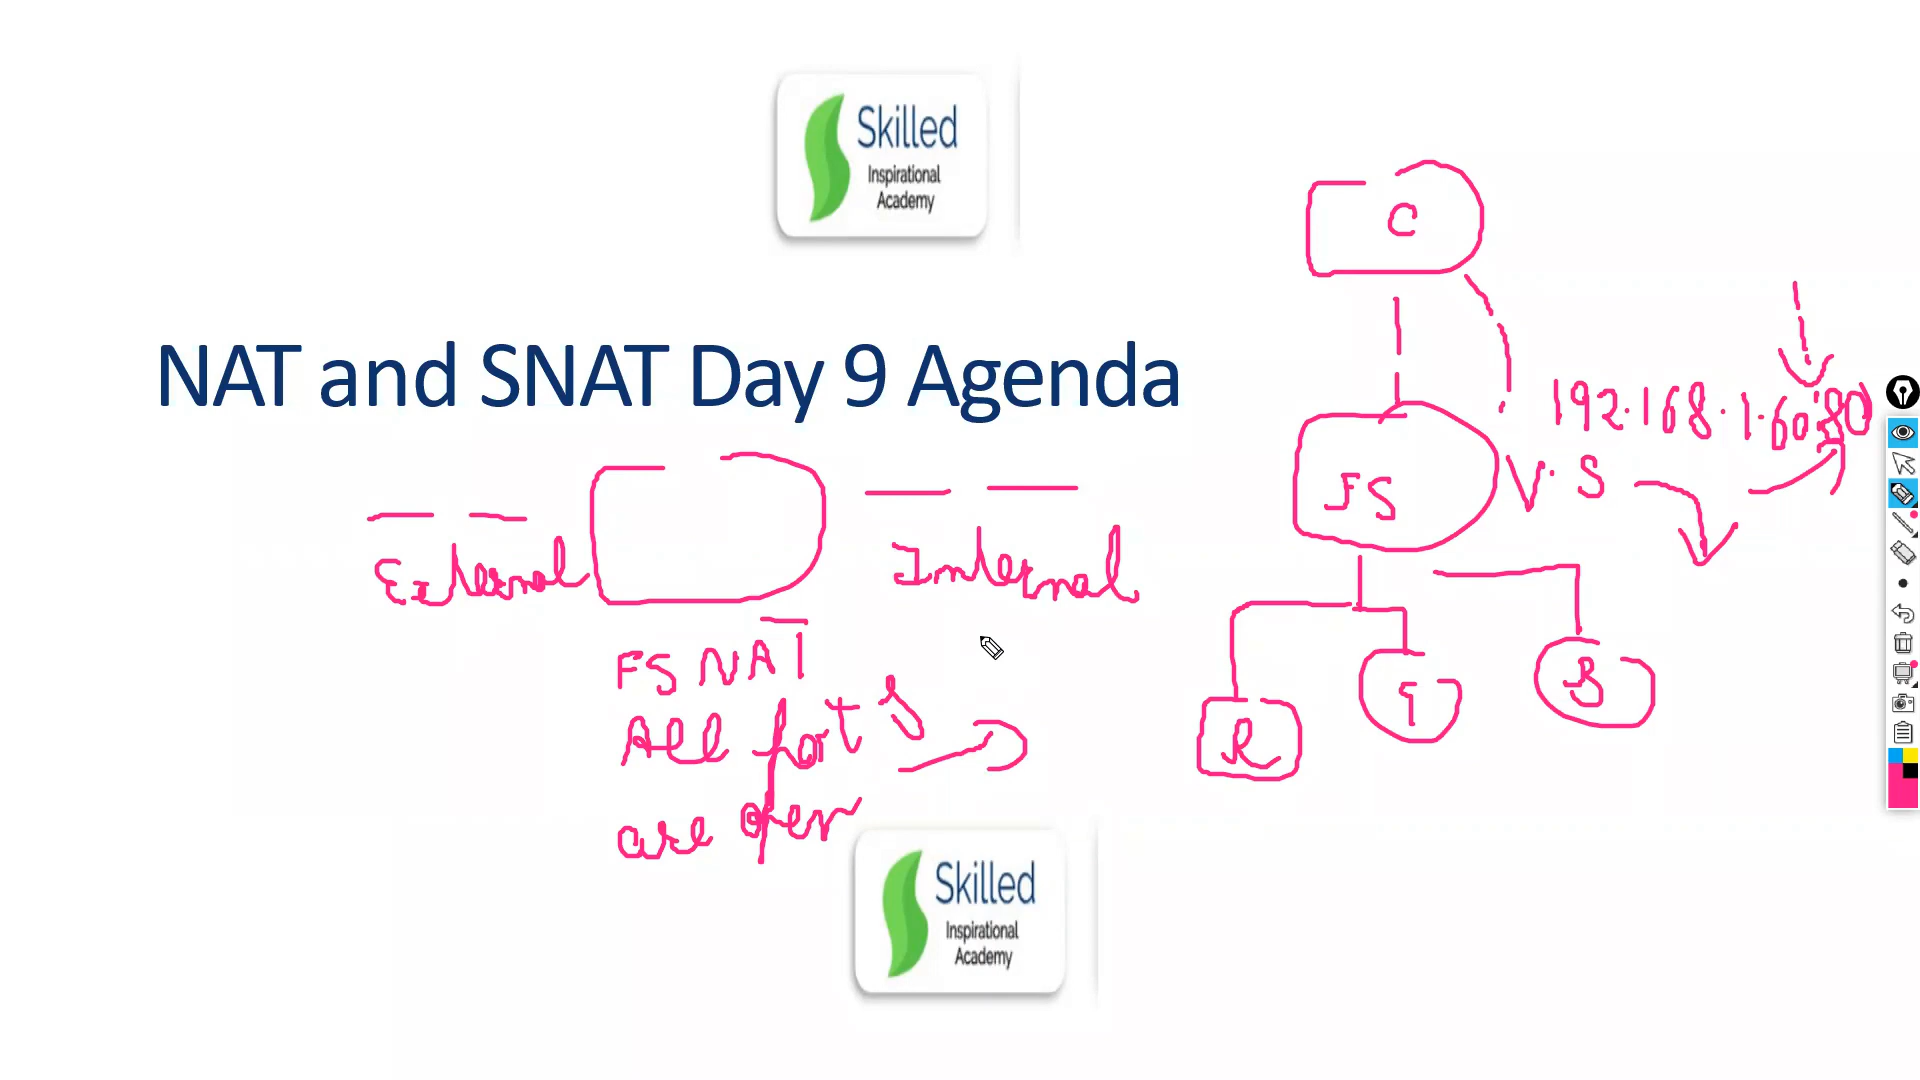 Skilled
Inspirational
Academy
NAT and SNAT Day 9 Agenda
External
Internal
FS NAT
All port's
are open
C
192.168.1.60:80
V.S
FS
R
G
B
Skilled
Inspirational
Academy